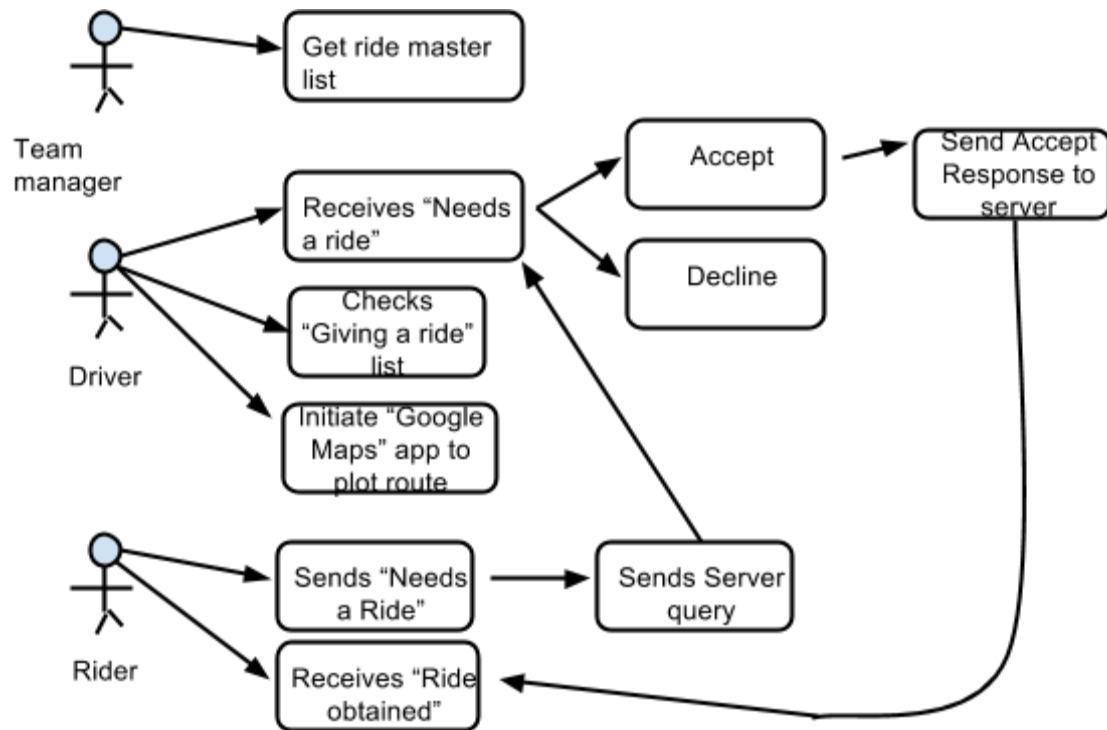 Get ride master
list
Team
manager
Accept
Send Accept
Response to
server
Receives “Needs
a ride”
Decline
Checks
“Giving a ride”
list
Driver
Initiate “Google
Maps” app to
plot route
Sends “Needs
a Ride”
Sends Server
query
Rider
Receives “Ride
obtained”